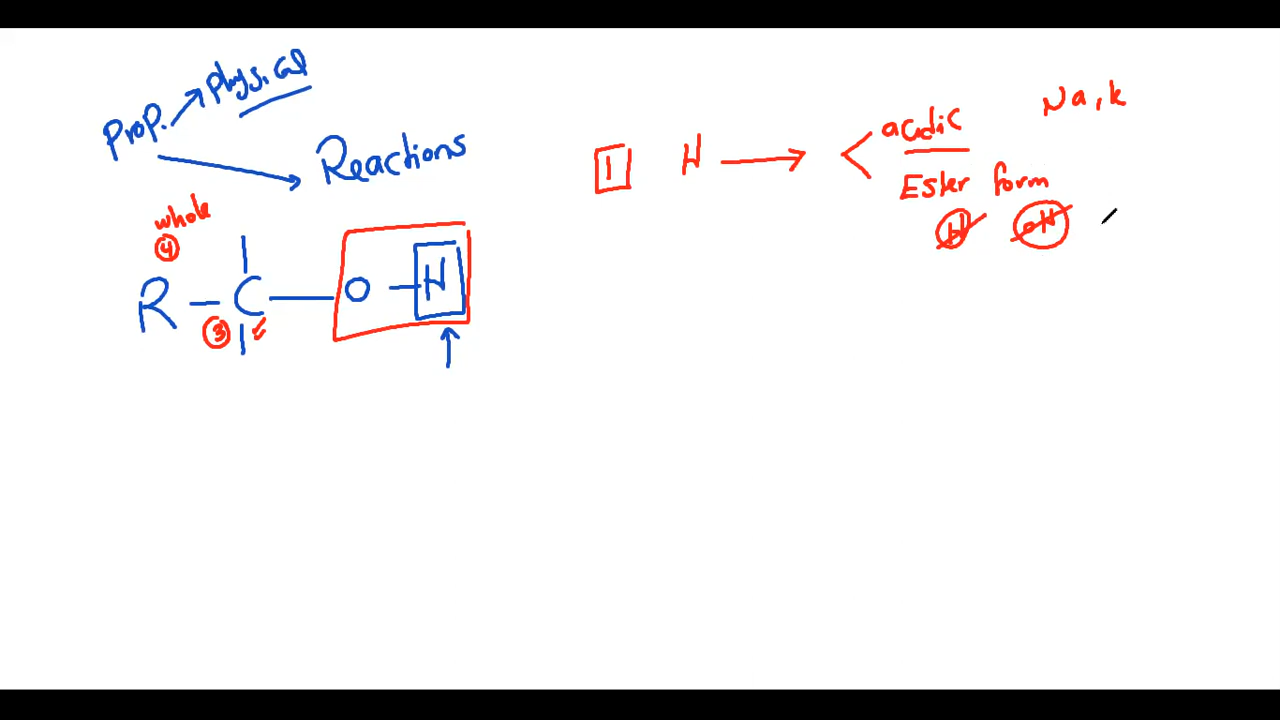 Prop.
Physical
Reactions
whole
4
R - C - O - H
3
1 H → acidic
Na, k
Ester form
H OH